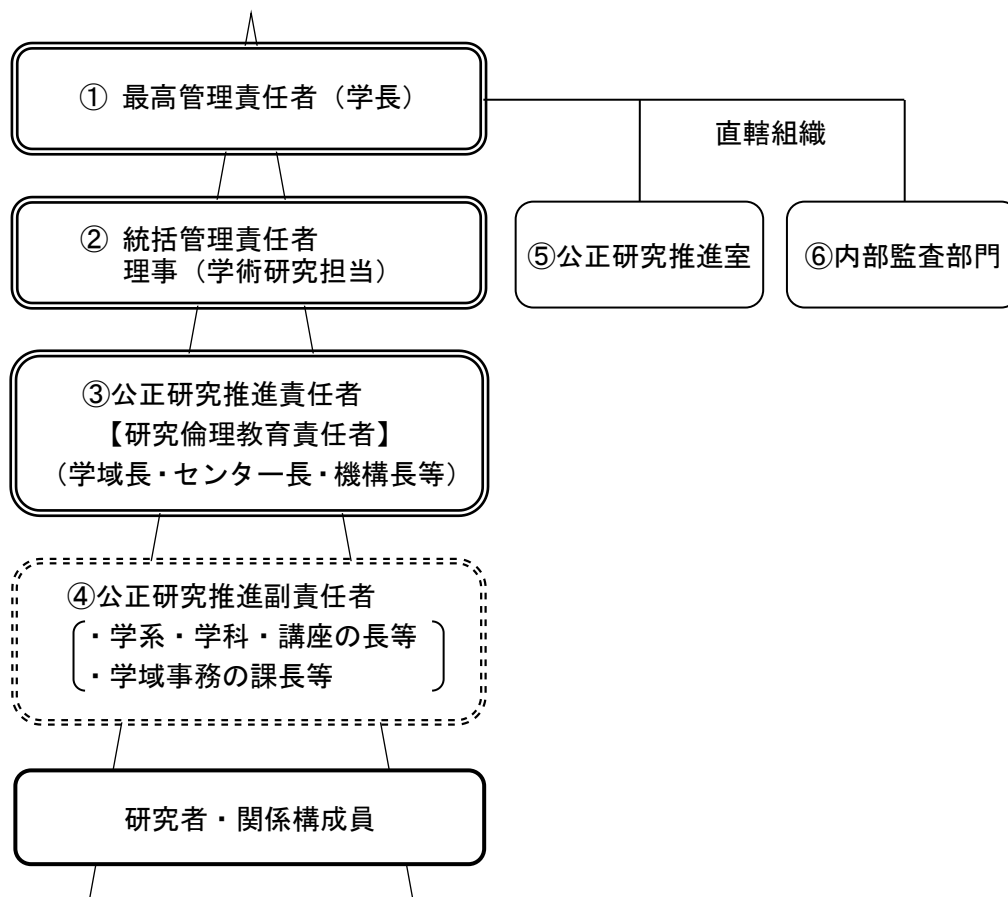 ① 最高管理責任者（学長）
直轄組織
② 統括管理責任者
理事（学術研究担当）
⑤公正研究推進室
⑥内部監査部門
③公正研究推進責任者
【研究倫理教育責任者】
（学域長・センター長・機構長等）
④公正研究推進副責任者
・学系・学科・講座の長等
・学域事務の課長等
研究者・関係構成員